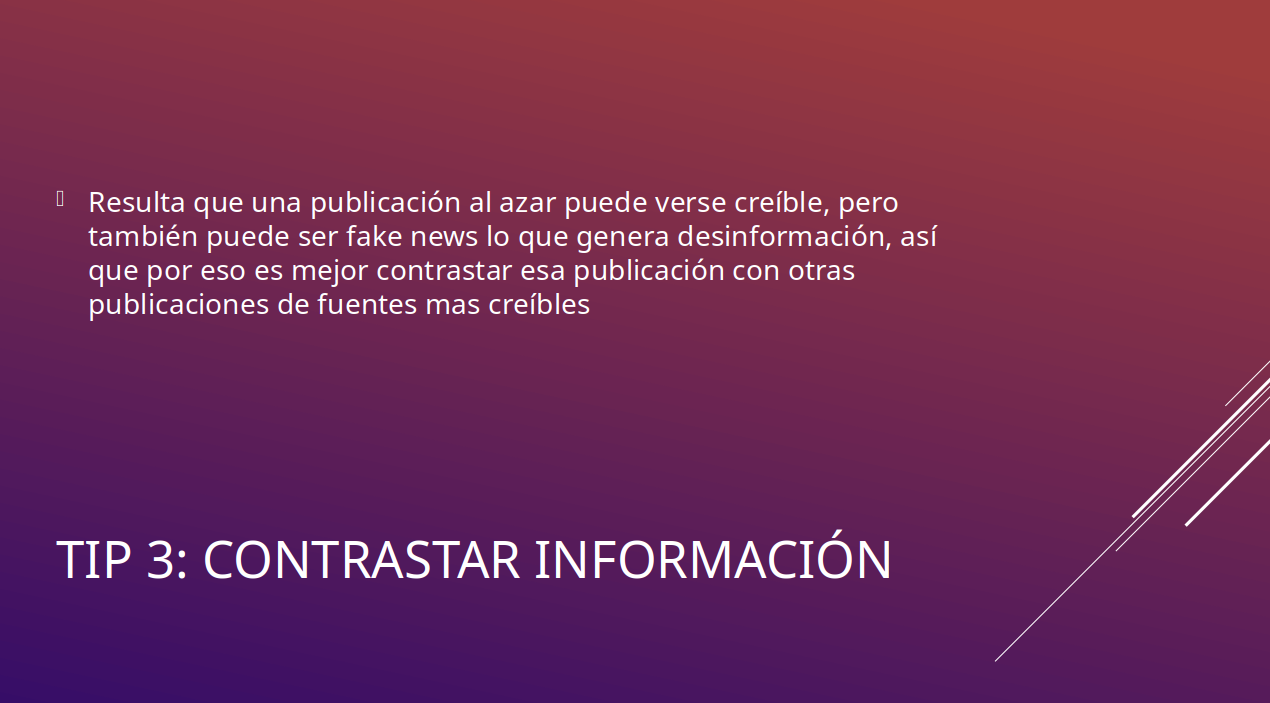 Resulta que una publicación al azar puede verse creíble, pero
también puede ser fake news lo que genera desinformación, así
que por eso es mejor contrastar esa publicación con otras
publicaciones de fuentes mas creíbles
TIP 3: CONTRASTAR INFORMACIÓN